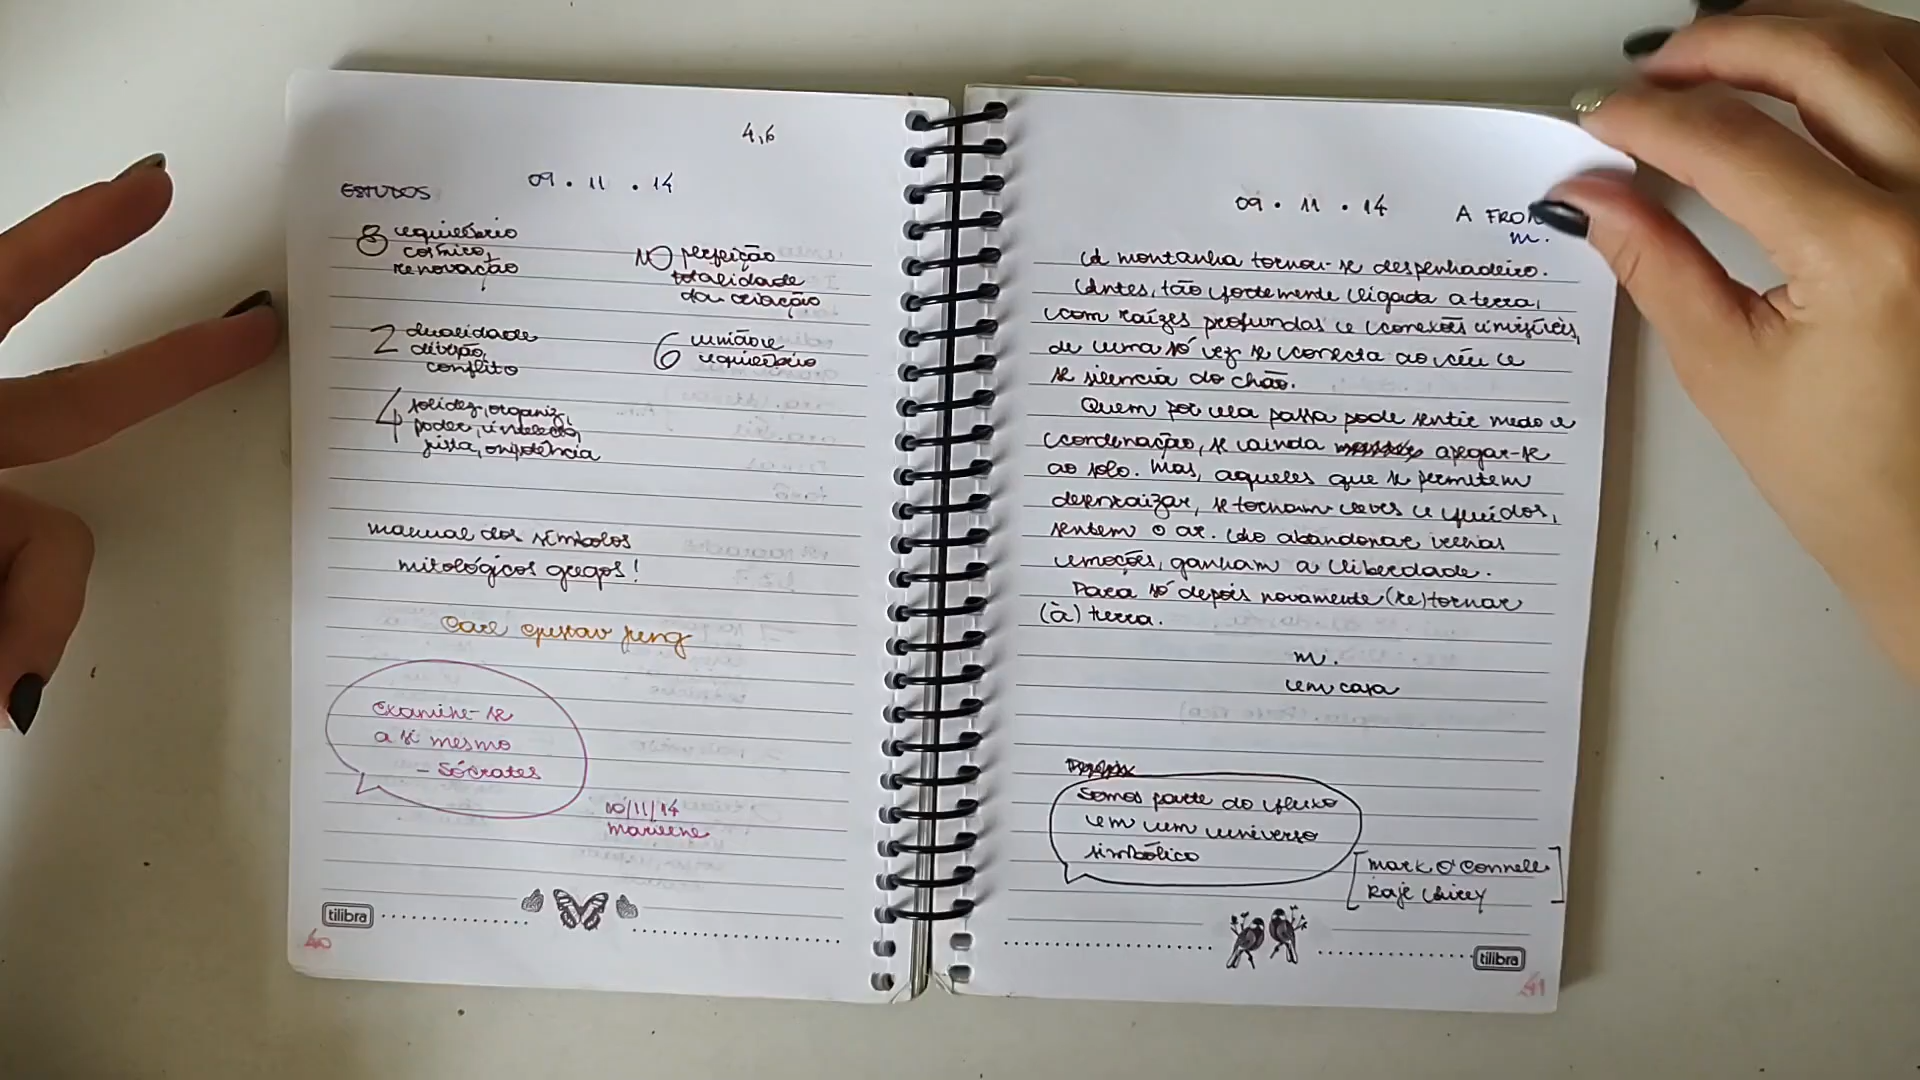 4,6
ESTUDOS
09 . 11 . 14
8 equilíbrio
cósmico,
renovação
10 perfeição
totalidade
da criação
2 dualidade
divisão,
conflito
6 união e
equilíbrio
4 solidez, organiz,
poder, intelecto,
justa, onipotência
manual dos símbolos
mitológicos gregos!
Carl Gustav Jung
Examine-se
a si mesmo
- Sócrates
10/11/14
Marilene
tilibra
40
09 . 11 . 14
A FRO
m.
A montanha tornou-se despenhadeiro.
Antes, tão fortemente ligada a terra,
com raízes profundas e conexões invisíveis,
de uma só vez se conecta ao céu e
se silencia do chão.
Quem por ela passa pode sentir medo e
condenação, se ainda apegar-se
ao solo. Mas, aqueles que se permitem
desenraizar, se tornam leves e fluidos,
sentem o ar. Ao abandonar velhas
emoções, ganham a liberdade.
Para só depois novamente (re)tornar
(à) terra.
m.
em casa
Somos parte do fluxo
em um universo
simbólico
[Mark O'Connell
Raje Airey]
tilibra
41